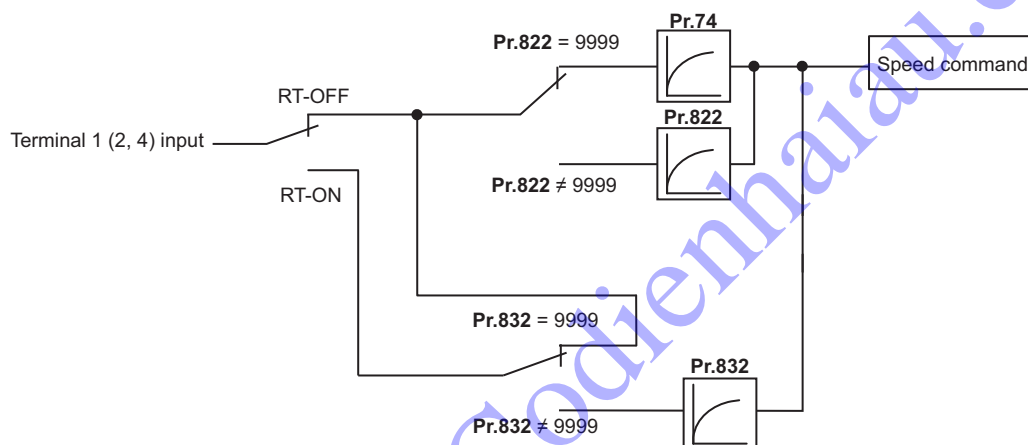 Pr.74
Pr.822 = 9999
Speed command
RT-OFF
Terminal 1 (2, 4) input
Pr.822
Pr.822 ≠ 9999
RT-ON
Pr.832 = 9999
Pr.832
Pr.832 ≠ 9999
Codienhaiau.